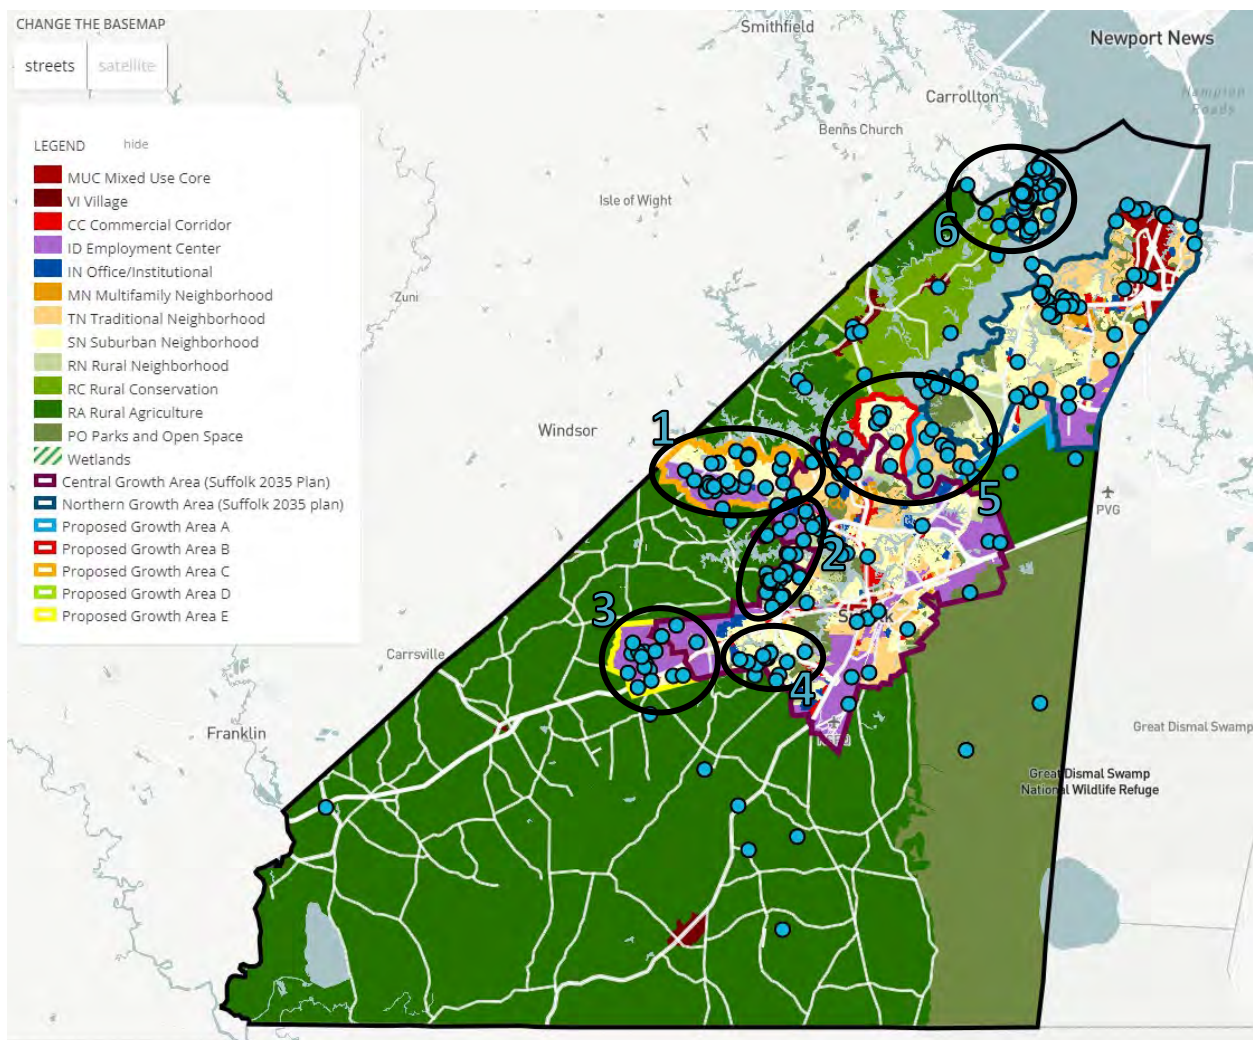 CHANGE THE BASEMAP
streets
satellite
LEGEND
hide
MUC Mixed Use Core
VI Village
CC Commercial Corridor
ID Employment Center
IN Office/Institutional
MN Multifamily Neighborhood
TN Traditional Neighborhood
SN Suburban Neighborhood
RN Rural Neighborhood
RC Rural Conservation
RA Rural Agriculture
PO Parks and Open Space
Wetlands
Central Growth Area (Suffolk 2035 Plan)
Northern Growth Area (Suffolk 2035 plan)
Proposed Growth Area A
Proposed Growth Area B
Proposed Growth Area C
Proposed Growth Area D
Proposed Growth Area E
Smithfield
Newport News
Hampton
Roads
Carrollton
Benns Church
Isle of Wight
6
Zuni
Windsor
1
5
PVG
2
3
Carrsville
4
Franklin
Great Dismal Swamp
Great Dismal Swamp
National Wildlife Refuge